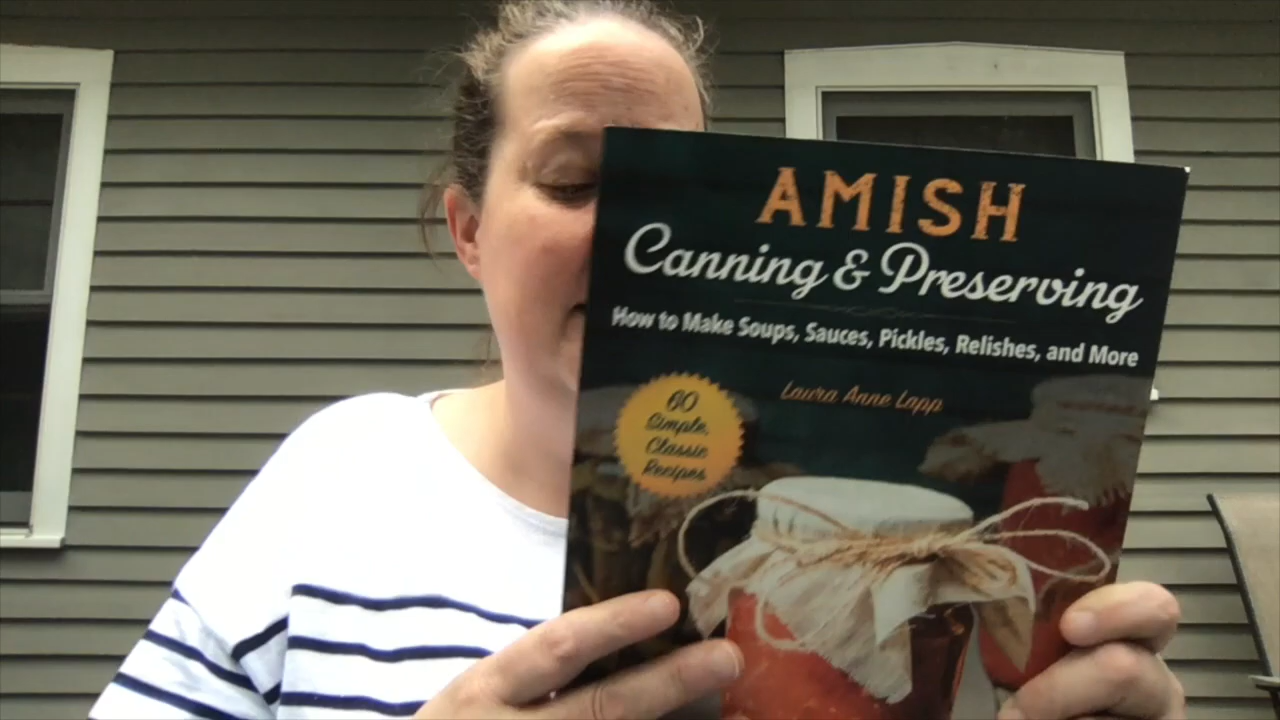 AMISH
Canning & Preserving
How to Make Soups, Sauces, Pickles, Relishes, and More
Laura Anne Lapp
60
Simple,
Classic
Recipes